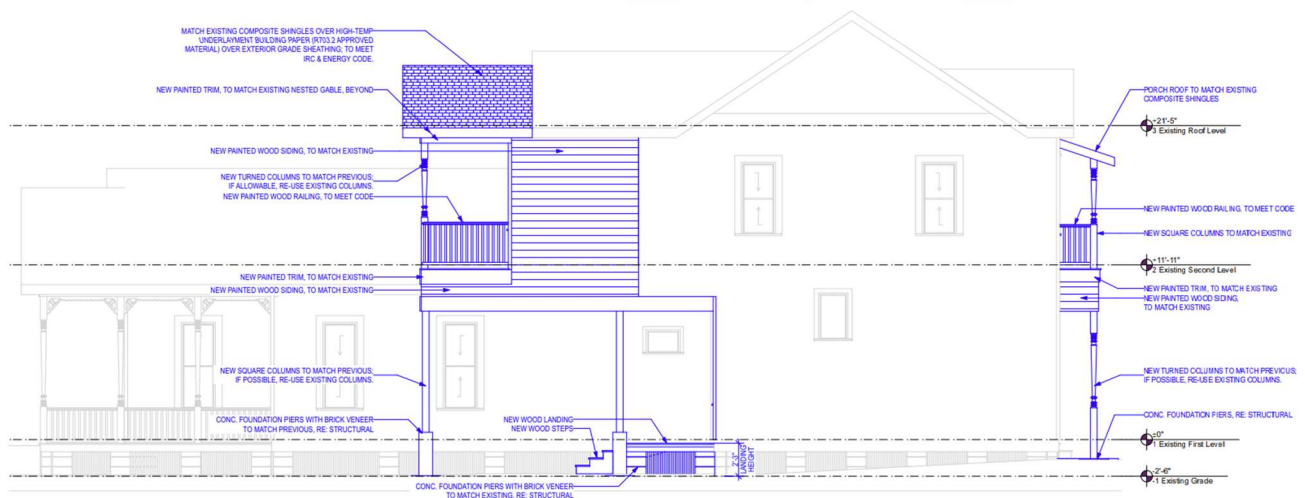 MATCH EXISTING COMPOSITE SHINGLES OVER HIGH-TEMP
UNDERLAYMENT BUILDING PAPER (R703.2 APPROVED
MATERIAL) OVER EXTERIOR GRADE SHEATHING; TO MEET
IRC & ENERGY CODE.
NEW PAINTED TRIM, TO MATCH EXISTING NESTED GABLE, BEYOND
NEW PAINTED WOOD SIDING, TO MATCH EXISTING
NEW TURNED COLUMNS TO MATCH PREVIOUS;
IF ALLOWABLE, RE-USE EXISTING COLUMNS.
NEW PAINTED WOOD RAILING, TO MEET CODE
NEW PAINTED TRIM, TO MATCH EXISTING
NEW PAINTED WOOD SIDING, TO MATCH EXISTING
NEW SQUARE COLUMNS TO MATCH PREVIOUS;
IF POSSIBLE, RE-USE EXISTING COLUMNS.
CONC. FOUNDATION PIERS WITH BRICK VENEER
TO MATCH PREVIOUS, RE: STRUCTURAL
NEW WOOD LANDING
NEW WOOD STEPS
2'-3"
LANDING
HEIGHT
CONC. FOUNDATION PIERS WITH BRICK VENEER
TO MATCH EXISTING, RE: STRUCTURAL
PORCH ROOF TO MATCH EXISTING
COMPOSITE SHINGLES
+21'-5"
3 Existing Roof Level
NEW PAINTED WOOD RAILING, TO MEET CODE
NEW SQUARE COLUMNS TO MATCH EXISTING
+11'-11"
2 Existing Second Level
NEW PAINTED TRIM, TO MATCH EXISTING
NEW PAINTED WOOD SIDING,
TO MATCH EXISTING
NEW TURNED COLUMNS TO MATCH PREVIOUS;
IF POSSIBLE, RE-USE EXISTING COLUMNS.
CONC. FOUNDATION PIERS, RE: STRUCTURAL
±0"
1 Existing First Level
-2'-6"
-1 Existing Grade